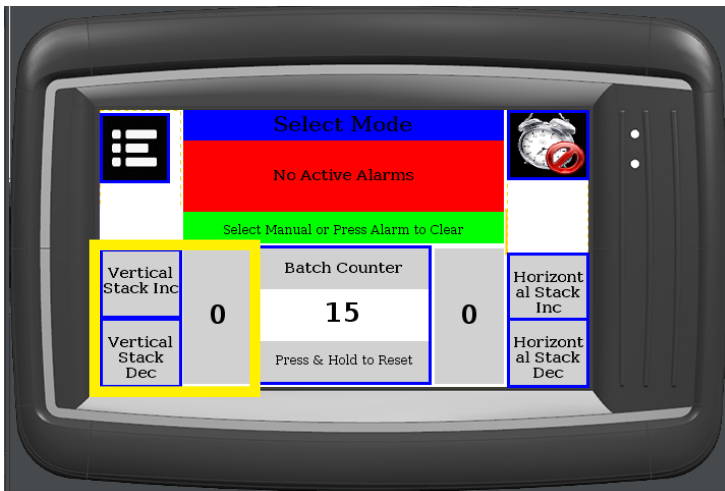 Select Mode
No Active Alarms
Select Manual or Press Alarm to Clear
Vertical
Stack Inc
0
Vertical
Stack
Dec
Batch Counter
15
Press & Hold to Reset
0
Horizont
al Stack
Inc
Horizont
al Stack
Dec